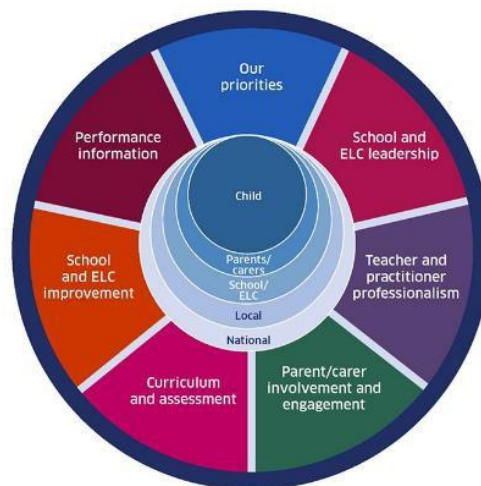 Our
priorities
School and
ELC leadership
Teacher and
practitioner
professionalism
Parent/carer
involvement and
engagement
Curriculum
and assessment
School
and ELC
improvement
Performance
information
Child
Parents/
carers
School/
ELC
Local
National